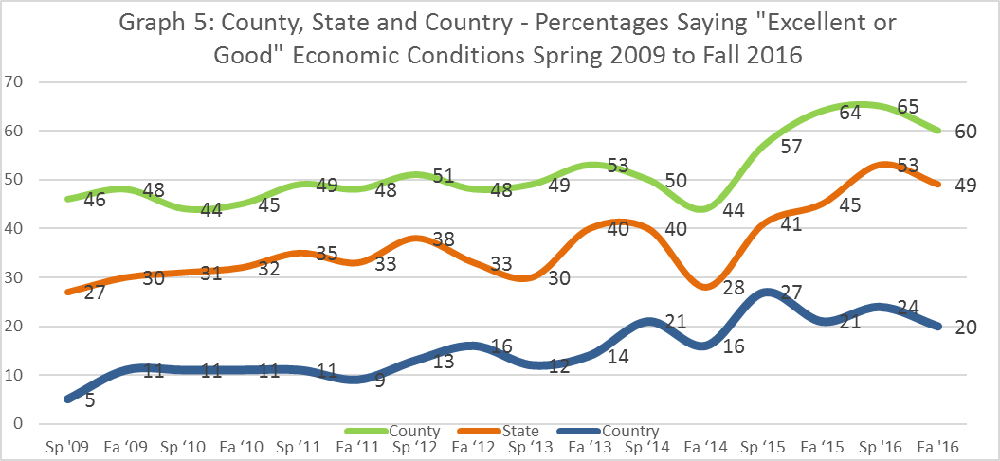 Graph 5: County, State and Country - Percentages Saying "Excellent or
Good" Economic Conditions Spring 2009 to Fall 2016
70
60
50
40
30
20
10
0
46 48 44 45 49 48 51 48 49 53 50 44 57 64 65 60
27 30 31 32 35 33 38 33 30 40 40 28 41 45 53 49
5 11 11 11 11 9 13 16 12 14 21 16 27 21 24 20
Sp '09 Fa ‘09 Sp ‘10 Fa ‘10 Sp ‘11 Fa ‘11 Sp ‘12 Fa ‘12 Sp ‘13 Fa ‘13 Sp ‘14 Fa ‘14 Sp ‘15 Fa ‘15 Sp ‘16 Fa ‘16
County State Country